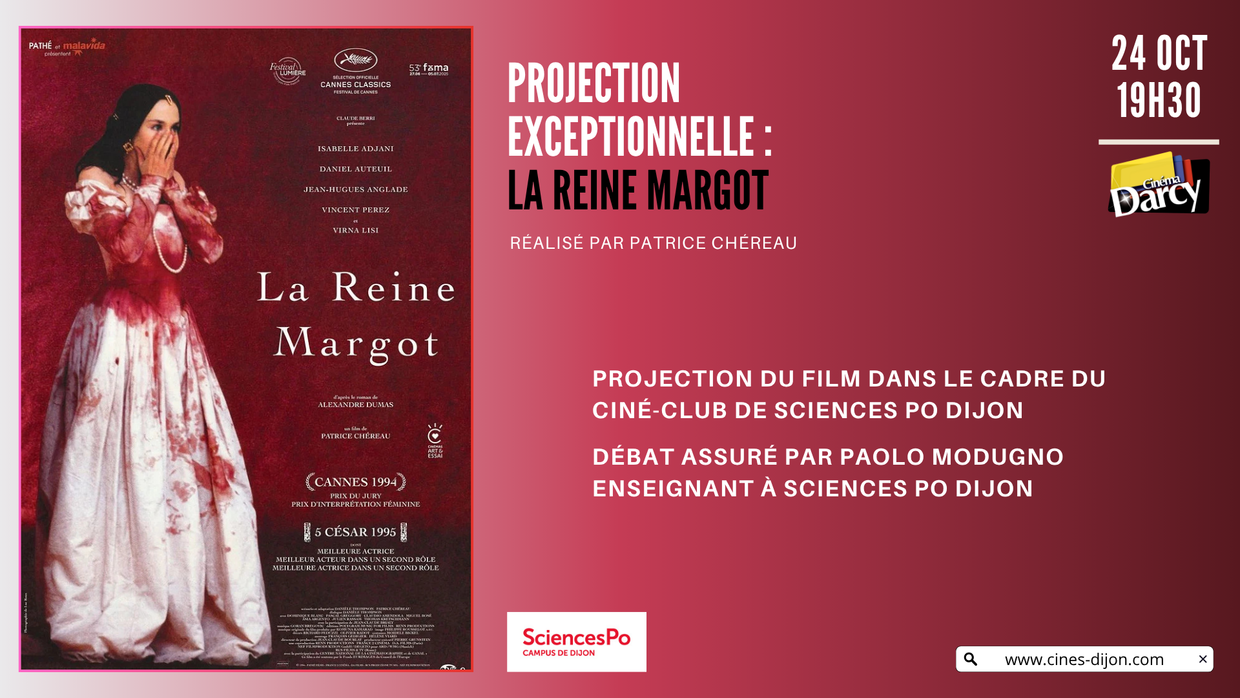 PATHÉ et malavida
présentent
Festival
LUMIÈRE
SÉLECTION OFFICIELLE
CANNES CLASSICS
FESTIVAL DE CANNES
53e fema
CLAUDE BERRI
présente
ISABELLE ADJANI
DANIEL AUTEUIL
JEAN-HUGUES ANGLADE
VINCENT PEREZ
et
VIRNA LISI
La Reine
Margot
d'après le roman de
ALEXANDRE DUMAS
un film de
PATRICE CHÉREAU
CINÉMAS
ART &
ESSAI
CANNES 1994
PRIX DU JURY
PRIX D'INTERPRÉTATION FÉMININE
5 CÉSAR 1995
MEILLEURE ACTRICE
MEILLEUR ACTEUR DANS UN SECOND RÔLE
MEILLEURE ACTRICE DANS UN SECOND RÔLE
PROJECTION
EXCEPTIONNELLE :
LA REINE MARGOT
RÉALISÉ PAR PATRICE CHÉREAU
24 OCT
19H30
Cinéma
Darcy
PROJECTION DU FILM DANS LE CADRE DU
CINÉ-CLUB DE SCIENCES PO DIJON
DÉBAT ASSURÉ PAR PAOLO MODUGNO
ENSEIGNANT À SCIENCES PO DIJON
SciencesPo
CAMPUS DE DIJON
www.cines-dijon.com